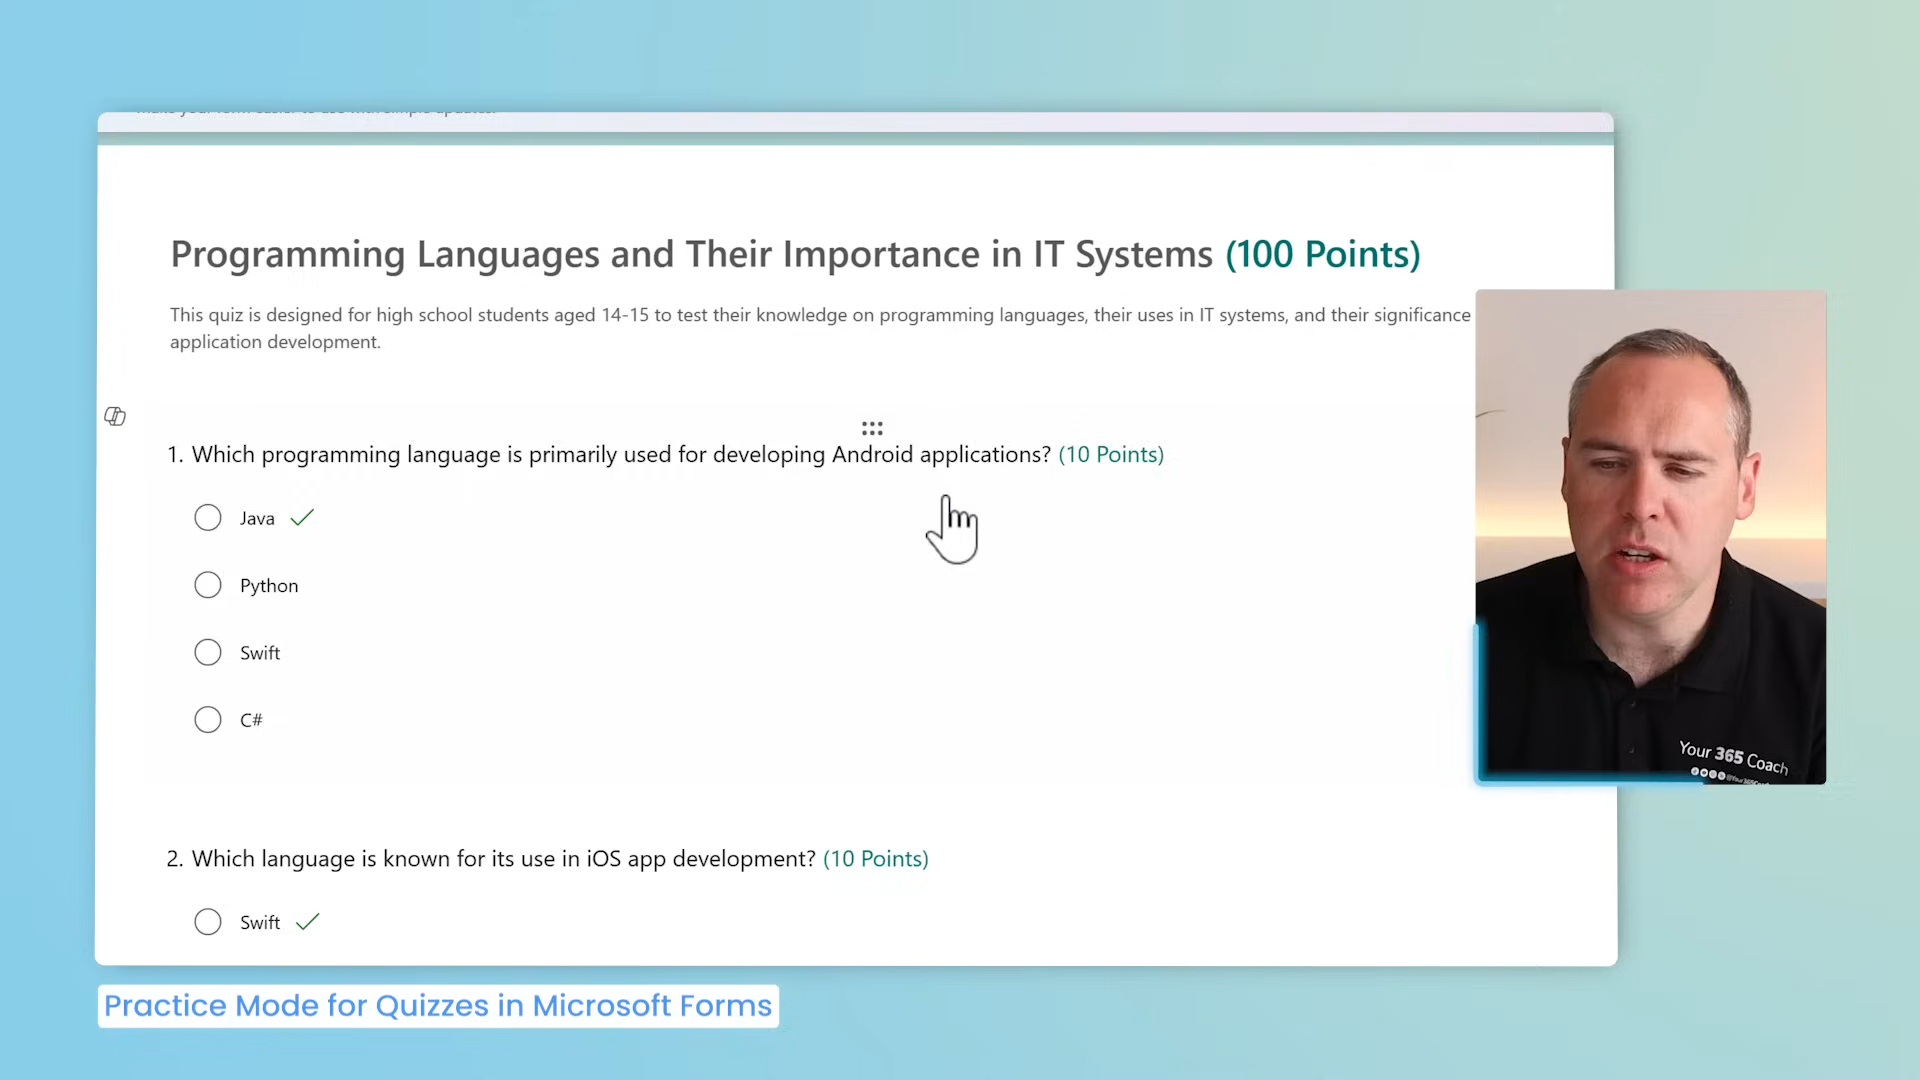 Programming Languages and Their Importance in IT Systems (100 Points)
This quiz is designed for high school students aged 14-15 to test their knowledge on programming languages, their uses in IT systems, and their significance
application development.
1. Which programming language is primarily used for developing Android applications? (10 Points)
Java
Python
Swift
C#
2. Which language is known for its use in iOS app development? (10 Points)
Swift
Your 365 Coach
Practice Mode for Quizzes in Microsoft Forms